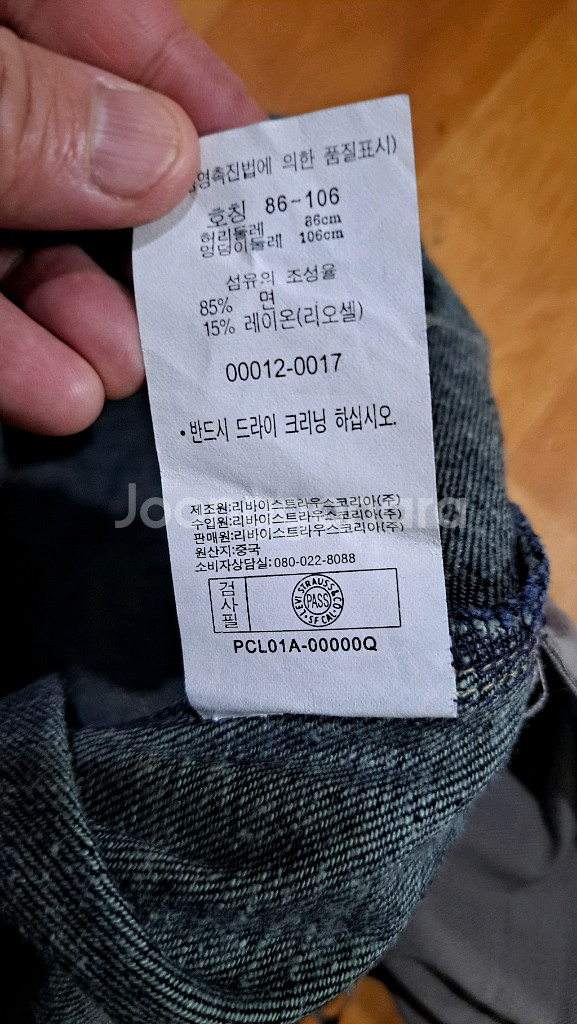 영촉진법에 의한 품질표시)
호칭 86-106
허리둘레 86cm
엉덩이둘레 106cm
섬유의 조성율
85% 면
15% 레이온(리오셀)
00012-0017
•반드시 드라이 크리닝 하십시오.
제조원:리바이스트라우스코리아(주)
수입원:리바이스트라우스코리아(주)
판매원:리바이스트라우스코리아(주)
원산지:중국
소비자상담실:080-022-8088
검사필
LEVI STRAUSS & CO.
PASS
S F CAL
PCL01A-00000Q